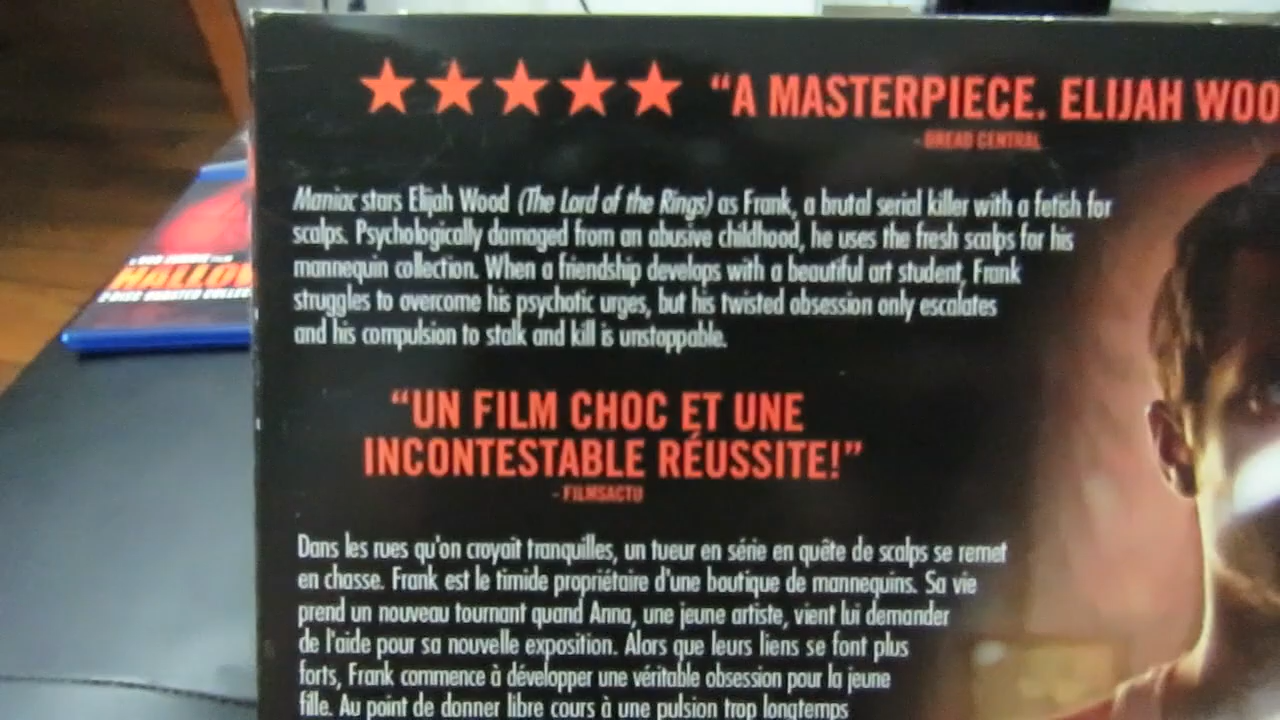 ★★★★★ “A MASTERPIECE. ELIJAH WOO
- DREAD CENTRAL
Maniac stars Elijah Wood (The Lord of the Rings) as Frank, a brutal serial killer with a fetish for
scalps. Psychologically damaged from an abusive childhood, he uses the fresh scalps for his
mannequin collection. When a friendship develops with a beautiful art student, Frank
struggles to overcome his psychotic urges, but his twisted obsession only escalates
and his compulsion to stalk and kill is unstoppable.
“UN FILM CHOC ET UNE
INCONTESTABLE RÉUSSITE!”
- FILMSACTU
Dans les rues qu'on croyait tranquilles, un tueur en série en quête de scalps se remet
en chasse. Frank est le timide propriétaire d'une boutique de mannequins. Sa vie
prend un nouveau tournant quand Anna, une jeune artiste, vient lui demander
de l'aide pour sa nouvelle exposition. Alors que leurs liens se font plus
forts, Frank commence à développer une véritable obsession pour la jeune
fille. Au point de donner libre cours à une pulsion trop longtemps
HALLOW
2-DISC UNRATED COLLEC